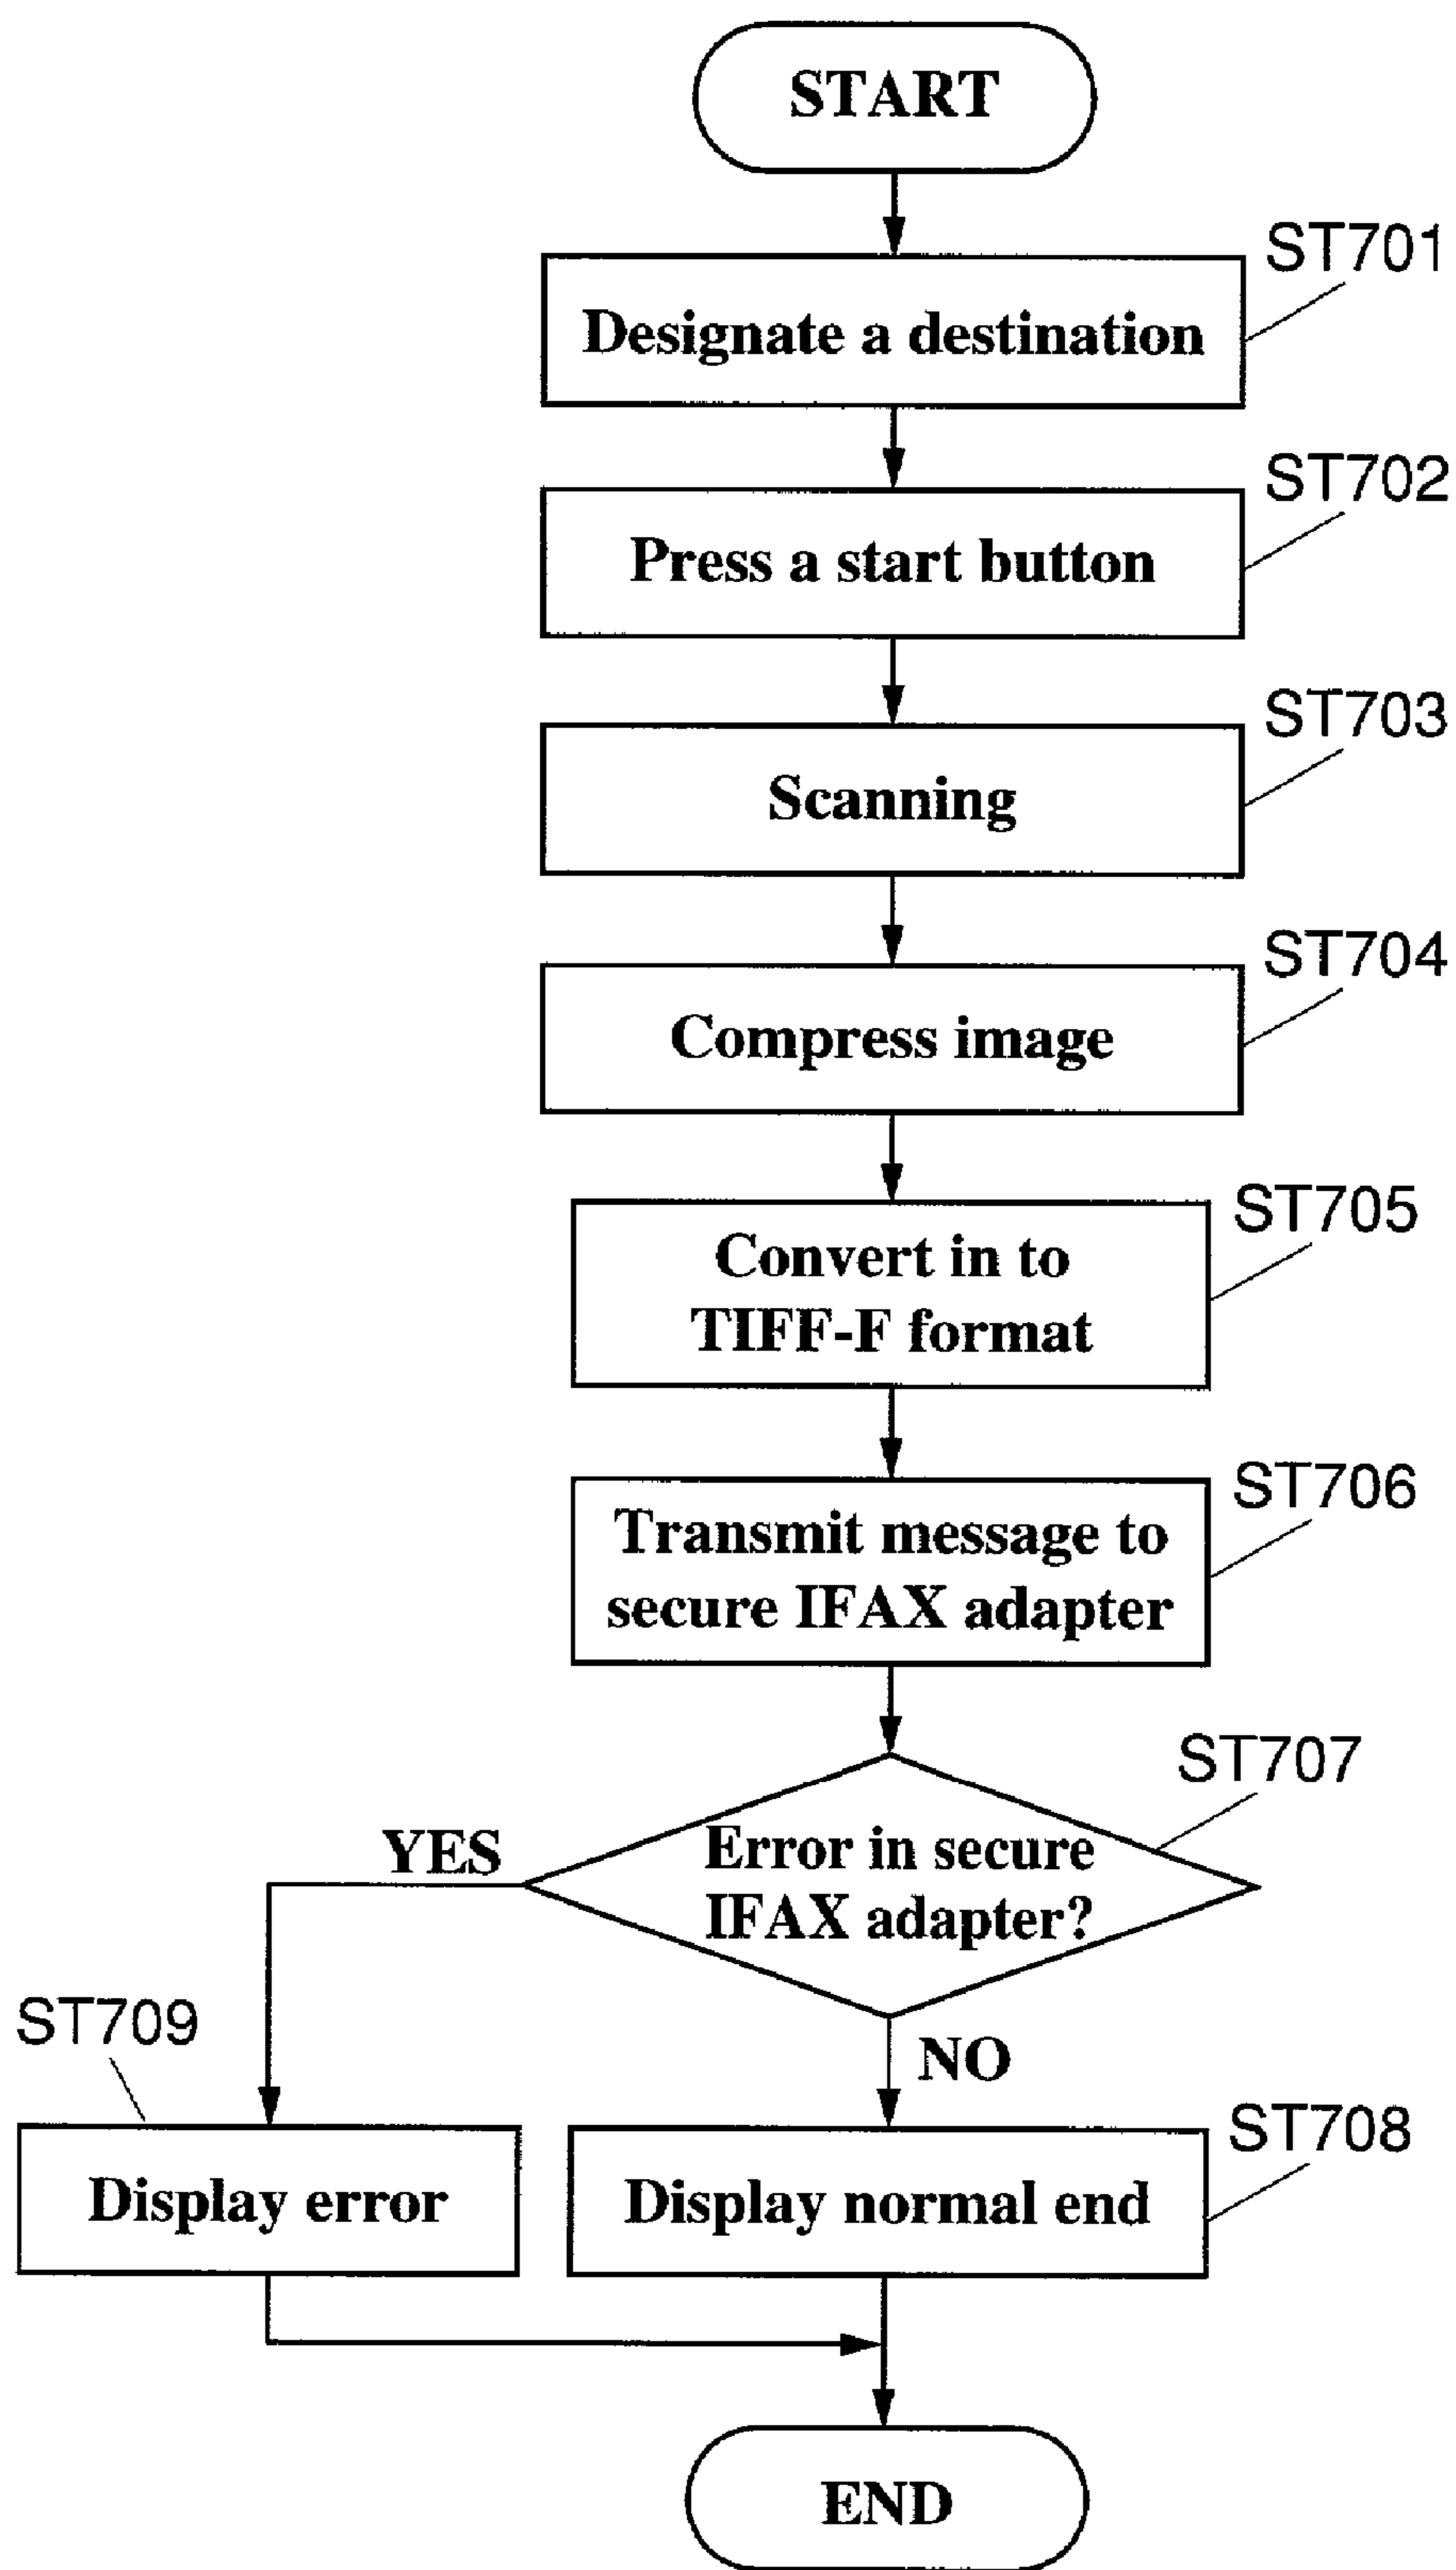 START
ST701
Designate a destination
ST702
Press a start button
ST703
Scanning
ST704
Compress image
ST705
Convert in to
TIFF-F format
ST706
Transmit message to
secure IFAX adapter
ST707
Error in secure
IFAX adapter?
YES
NO
ST709
Display error
ST708
Display normal end
END